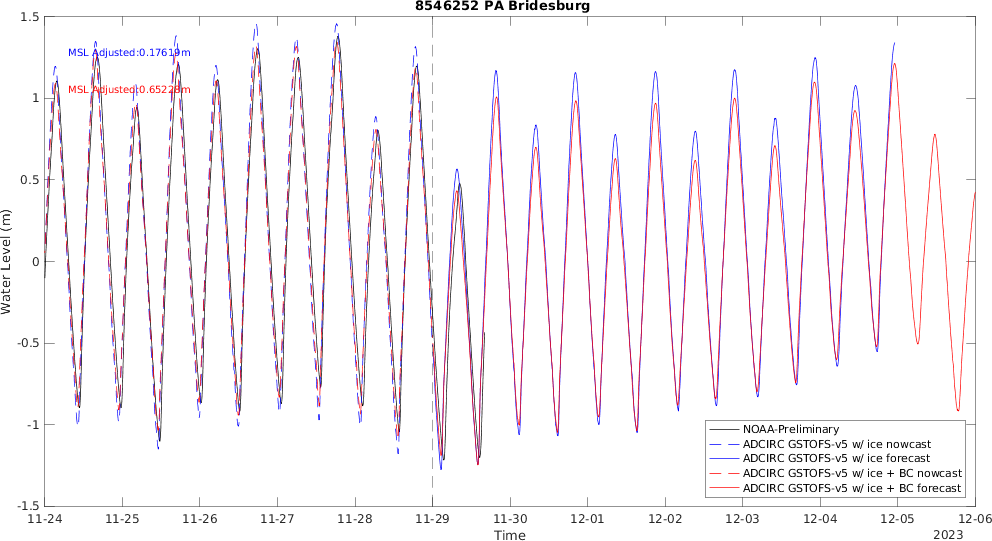 8546252 PA Bridesburg
1.5
1
0.5
0
-0.5
-1
-1.5
Water Level (m)
MSL Adjusted:0.17619m
MSL Adjusted:m
NOAA-Preliminary
ADCIRC GSTOFS-v5 w/ ice nowcast
ADCIRC GSTOFS-v5 w/ ice forecast
ADCIRC GSTOFS-v5 w/ ice + BC nowcast
ADCIRC GSTOFS-v5 w/ ice + BC forecast
11-24 11-25 11-26 11-27 11-28 11-29 11-30 12-01 12-02 12-03 12-04 12-05 12-06
Time
2023